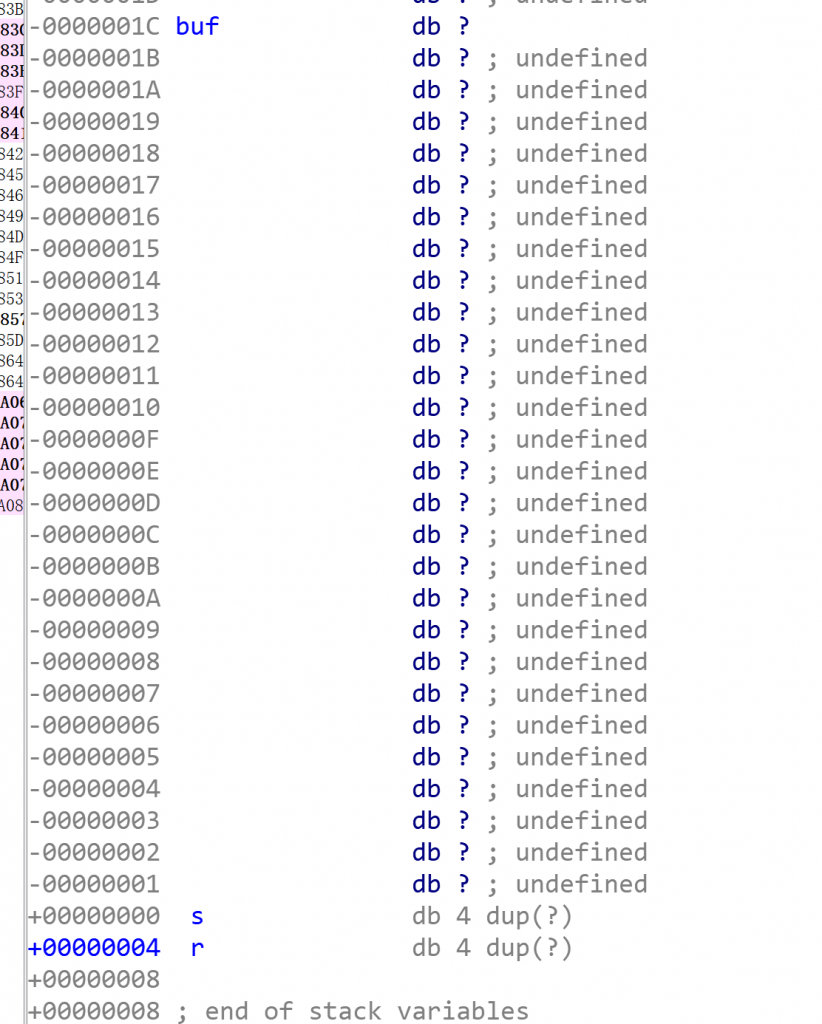 -0000001C buf db ?
-0000001B db ? ; undefined
-0000001A db ? ; undefined
-00000019 db ? ; undefined
-00000018 db ? ; undefined
-00000017 db ? ; undefined
-00000016 db ? ; undefined
-00000015 db ? ; undefined
-00000014 db ? ; undefined
-00000013 db ? ; undefined
-00000012 db ? ; undefined
-00000011 db ? ; undefined
-00000010 db ? ; undefined
-0000000F db ? ; undefined
-0000000E db ? ; undefined
-0000000D db ? ; undefined
-0000000C db ? ; undefined
-0000000B db ? ; undefined
-0000000A db ? ; undefined
-00000009 db ? ; undefined
-00000008 db ? ; undefined
-00000007 db ? ; undefined
-00000006 db ? ; undefined
-00000005 db ? ; undefined
-00000004 db ? ; undefined
-00000003 db ? ; undefined
-00000002 db ? ; undefined
-00000001 db ? ; undefined
+00000000 s db 4 dup(?)
+00000004 r db 4 dup(?)
+00000008
+00000008 ; end of stack variables